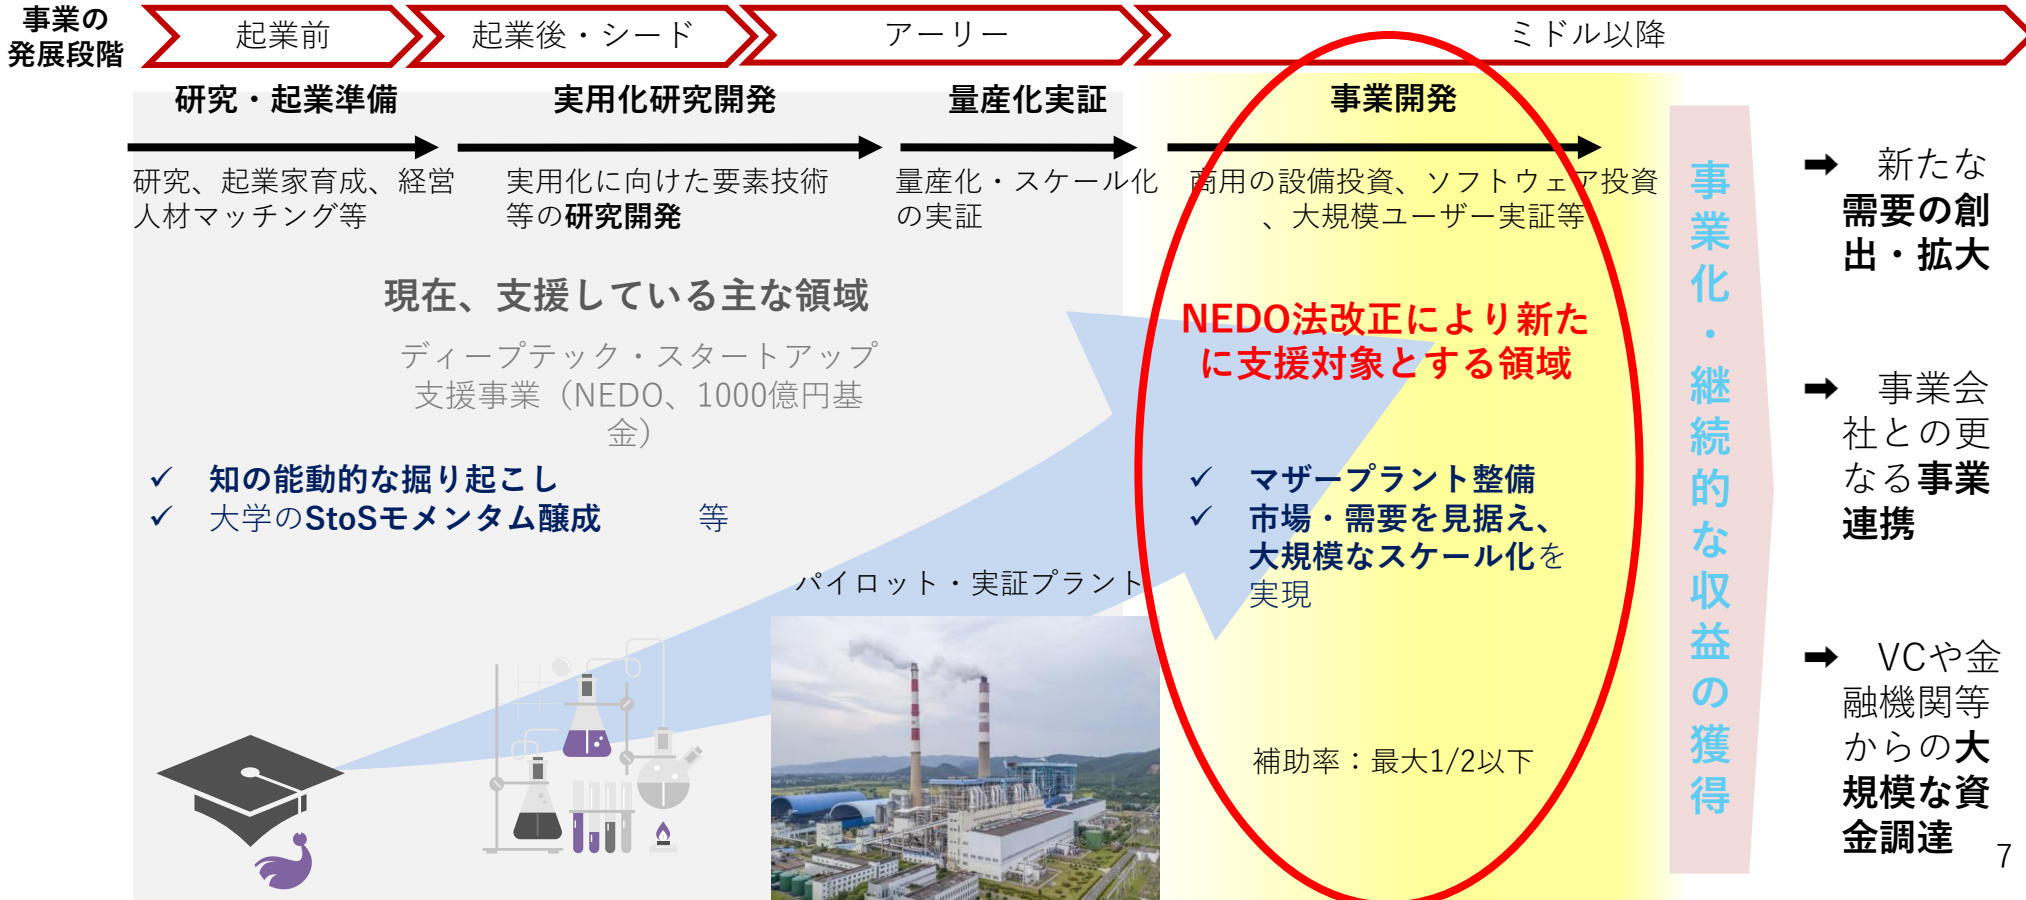 事業の
発展段階
起業前
起業後・シード
アーリー
ミドル以降
研究・起業準備
実用化研究開発
量産化実証
事業開発
研究、起業家育成、経営
人材マッチング等
実用化に向けた要素技術
等の研究開発
量産化・スケール化
の実証
商用の設備投資、ソフトウェア投資
、大規模ユーザー実証等
現在、支援している主な領域
ディープテック・スタートアップ
支援事業（NEDO、1000億円基
金）
✓ 知の能動的な掘り起こし
✓ 大学のStoSモメンタム醸成 等
パイロット・実証プラント
NEDO法改正により新た
に支援対象とする領域
✓ マザープラント整備
✓ 市場・需要を見据え、
大規模なスケール化を
実現
補助率：最大1/2以下
事業化・継続的な収益の獲得
➡ 新たな
需要の創
出・拡大
➡ 事業会
社との更
なる事業
連携
➡ VCや金
融機関等
からの大
規模な資
金調達
7